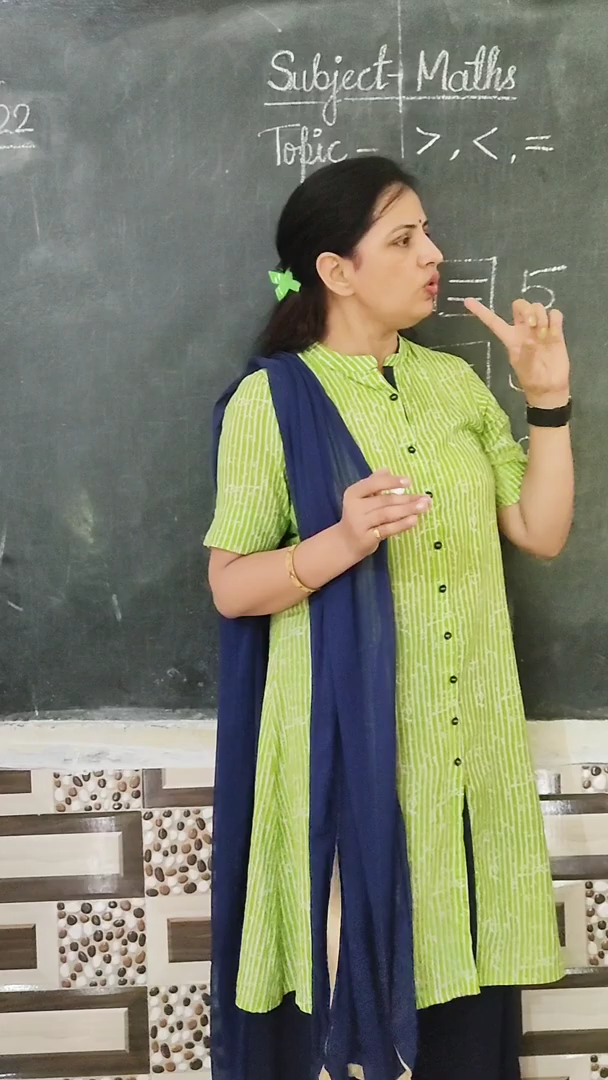 22
Subject- Maths
Topic - >, <, =
= 5